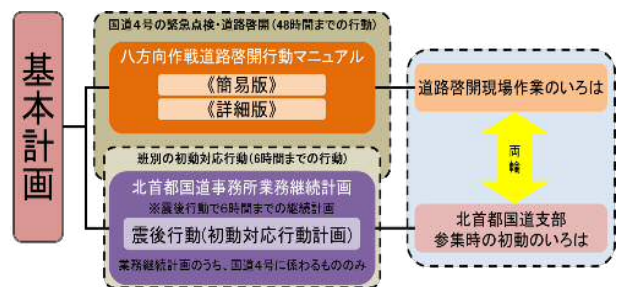 基本計画
国道4号の緊急点検・道路啓開(48時間までの行動)
八方向作戦道路啓開行動マニュアル
《簡易版》
《詳細版》
班別の初動対応行動(6時間までの行動)
北首都国道事務所業務継続計画
※震後行動で6時間までの継続計画
震後行動(初動対応行動計画)
業務継続計画のうち、国道4号に係わるもののみ
道路啓開現場作業のいろは
両輪
北首都国道支部
参集時の初動のいろは